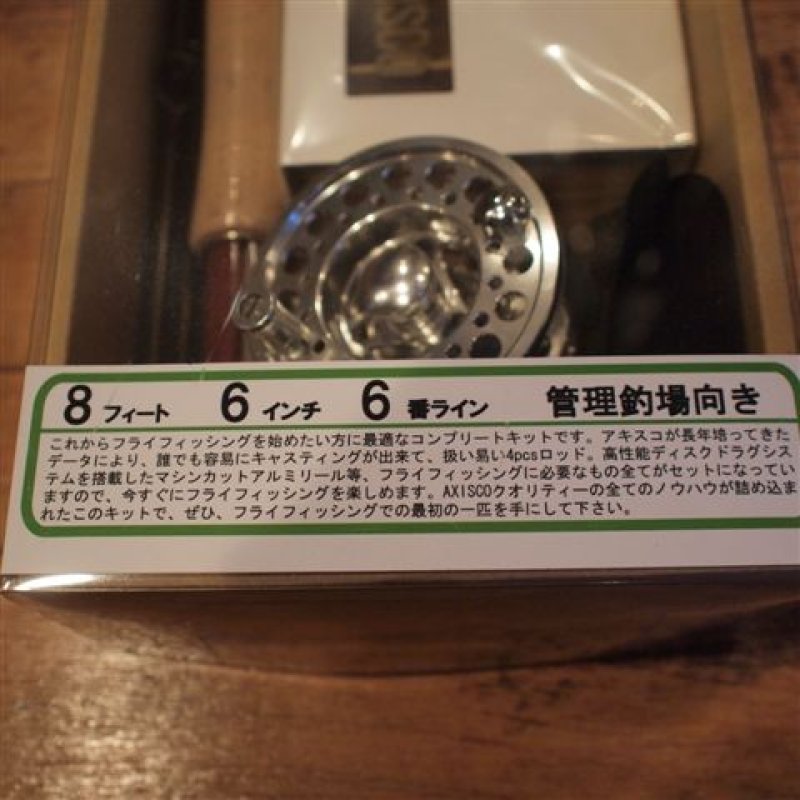 8フィート 6インチ 6番ライン 管理釣場向き
これからフライフィッシングを始めたい方に最適なコンプリートキットです。アキスコが長年培ってきた
データにより、誰でも容易にキャスティングが出来て、扱い易い4pcsロッド。高性能ディスクドラグシス
テムを搭載したマシンカットアルミリール等、フライフィッシングに必要なもの全てがセットになってい
ますので、今すぐにフライフィッシングを楽しめます。AXISCOクオリティーの全てのノウハウが詰め込ま
れたこのキットで、ぜひ、フライフィッシングでの最初の一匹を手にして下さい。